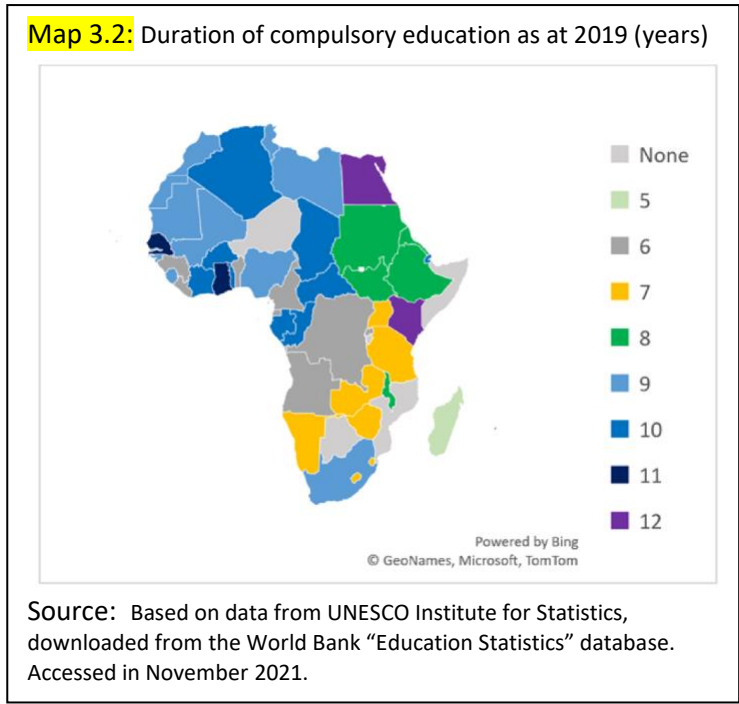 Map 3.2: Duration of compulsory education as at 2019 (years)
None
5
6
7
8
9
10
11
12
Powered by Bing
© GeoNames, Microsoft, TomTom
Source: Based on data from UNESCO Institute for Statistics,
downloaded from the World Bank “Education Statistics” database.
Accessed in November 2021.